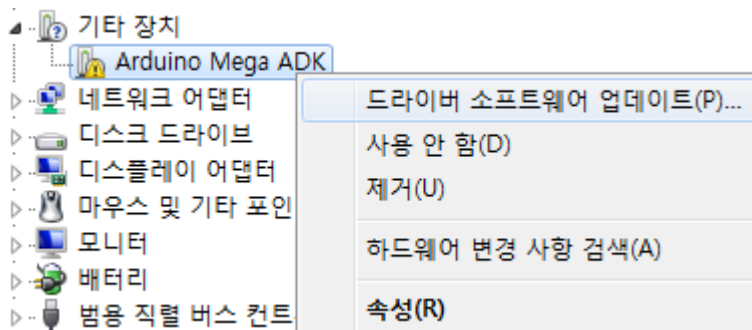 기타 장치
Arduino Mega ADK
네트워크 어댑터
디스크 드라이브
디스플레이 어댑터
마우스 및 기타 포인
모니터
배터리
범용 직렬 버스 컨트
드라이버 소프트웨어 업데이트(P)...
사용 안 함(D)
제거(U)
하드웨어 변경 사항 검색(A)
속성(R)